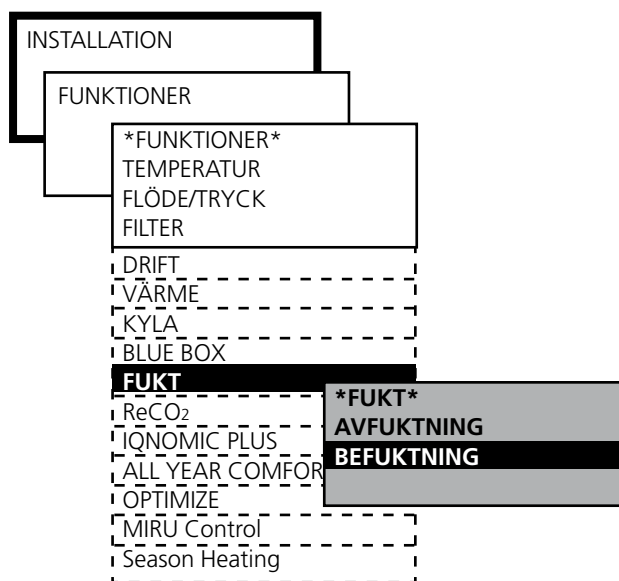 INSTALLATION
FUNKTIONER
*FUNKTIONER*
TEMPERATUR
FLÖDE/TRYCK
FILTER
DRIFT
VÄRME
KYLA
BLUE BOX
FUKT
ReCO₂
IQNOMIC PLUS
ALL YEAR COMFOR
OPTIMIZE
MIRU Control
Season Heating
*FUKT*
AVFUKTNING
BEFUKTNING